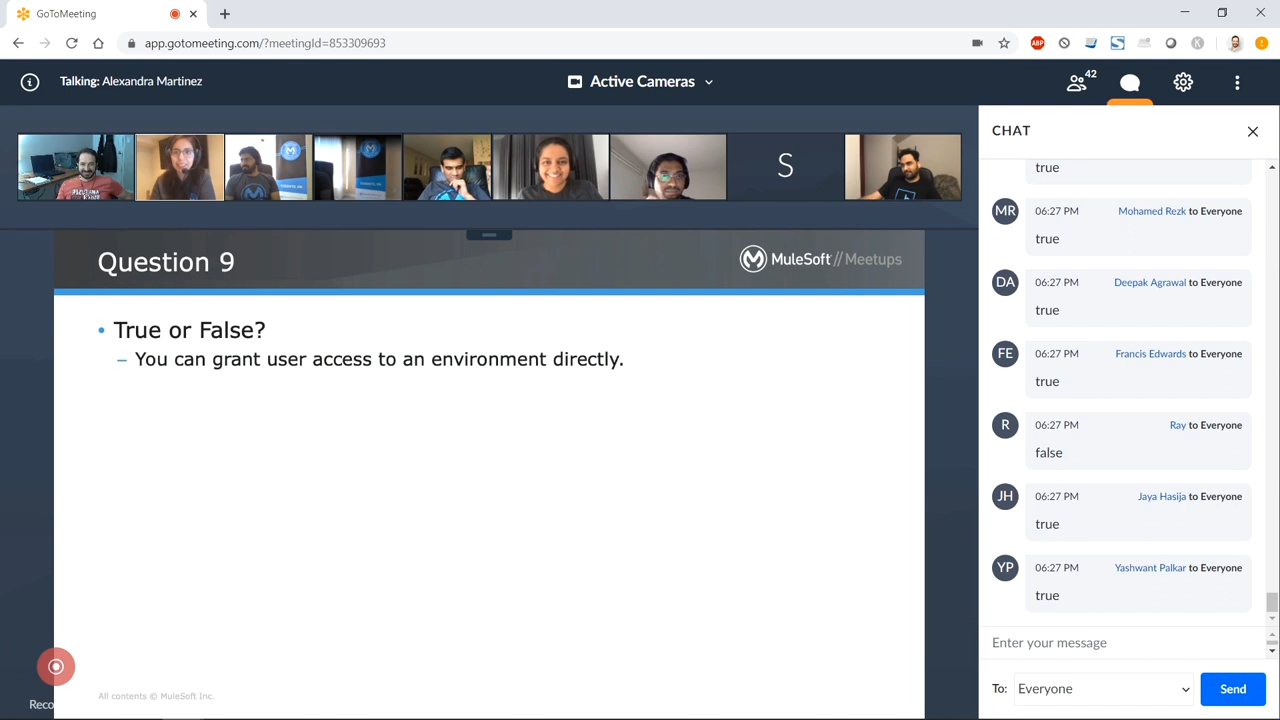 GoToMeeting
app.gotomeeting.com/?meetingId=853309693
ABP
Talking: Alexandra Martinez
Active Cameras
42
S
Question 9
MuleSoft // Meetups
• True or False?
– You can grant user access to an environment directly.
All contents © MuleSoft Inc.
Reco
CHAT
true
MR
06:27 PM Mohamed Rezk to Everyone
true
DA
06:27 PM Deepak Agrawal to Everyone
true
FE
06:27 PM Francis Edwards to Everyone
true
R
06:27 PM Ray to Everyone
false
JH
06:27 PM Jaya Hasija to Everyone
true
YP
06:27 PM Yashwant Palkar to Everyone
true
Enter your message
To: Everyone
Send